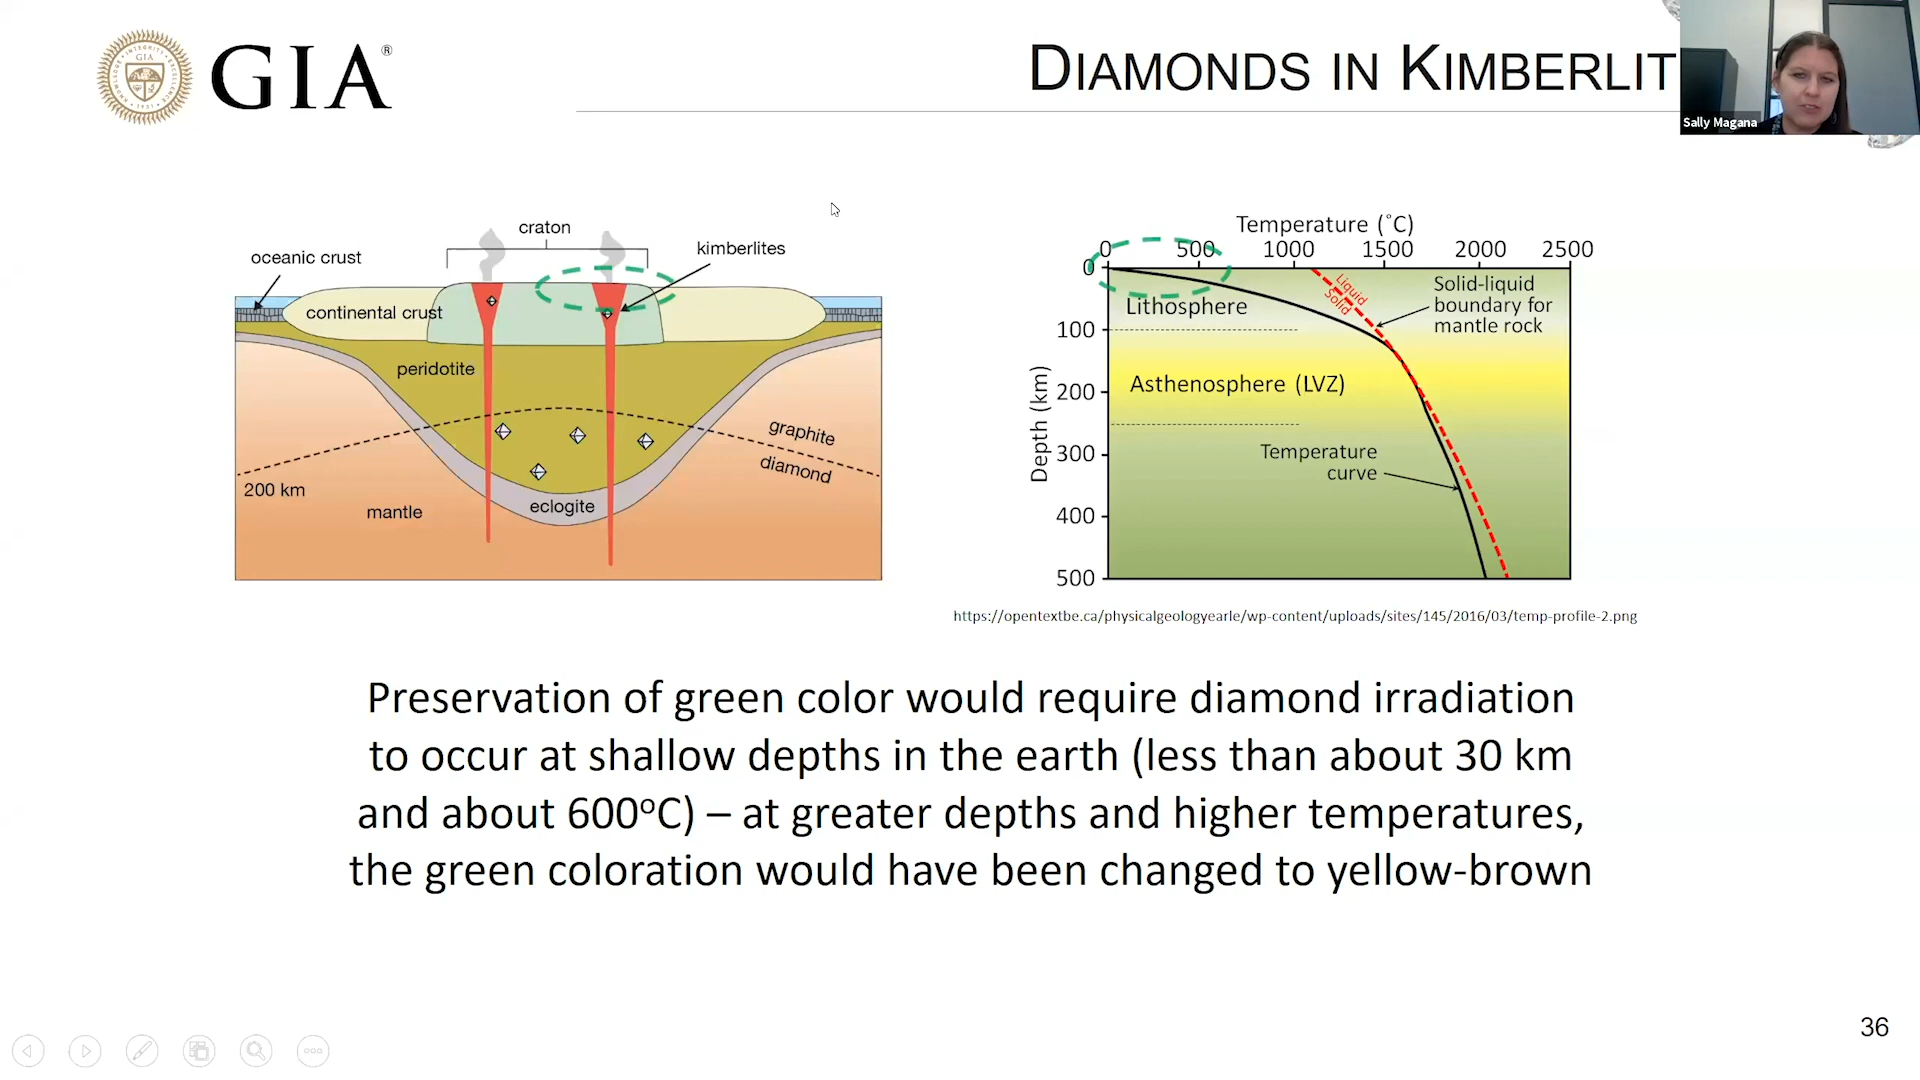 GIA®
DIAMONDS IN KIMBERLIT
Sally Magana
craton
oceanic crust
kimberlites
continental crust
peridotite
graphite
diamond
200 km
eclogite
mantle
Temperature (˚C)
0 500 1000 1500 2000 2500
0
100
200
300
400
500
Depth (km)
Liquid
Solid
Solid-liquid
boundary for
mantle rock
Lithosphere
Asthenosphere (LVZ)
Temperature
curve
https://opentextbe.ca/physicalgeologyearle/wp-content/uploads/sites/145/2016/03/temp-profile-2.png
Preservation of green color would require diamond irradiation
to occur at shallow depths in the earth (less than about 30 km
and about 600ºC) – at greater depths and higher temperatures,
the green coloration would have been changed to yellow-brown
36